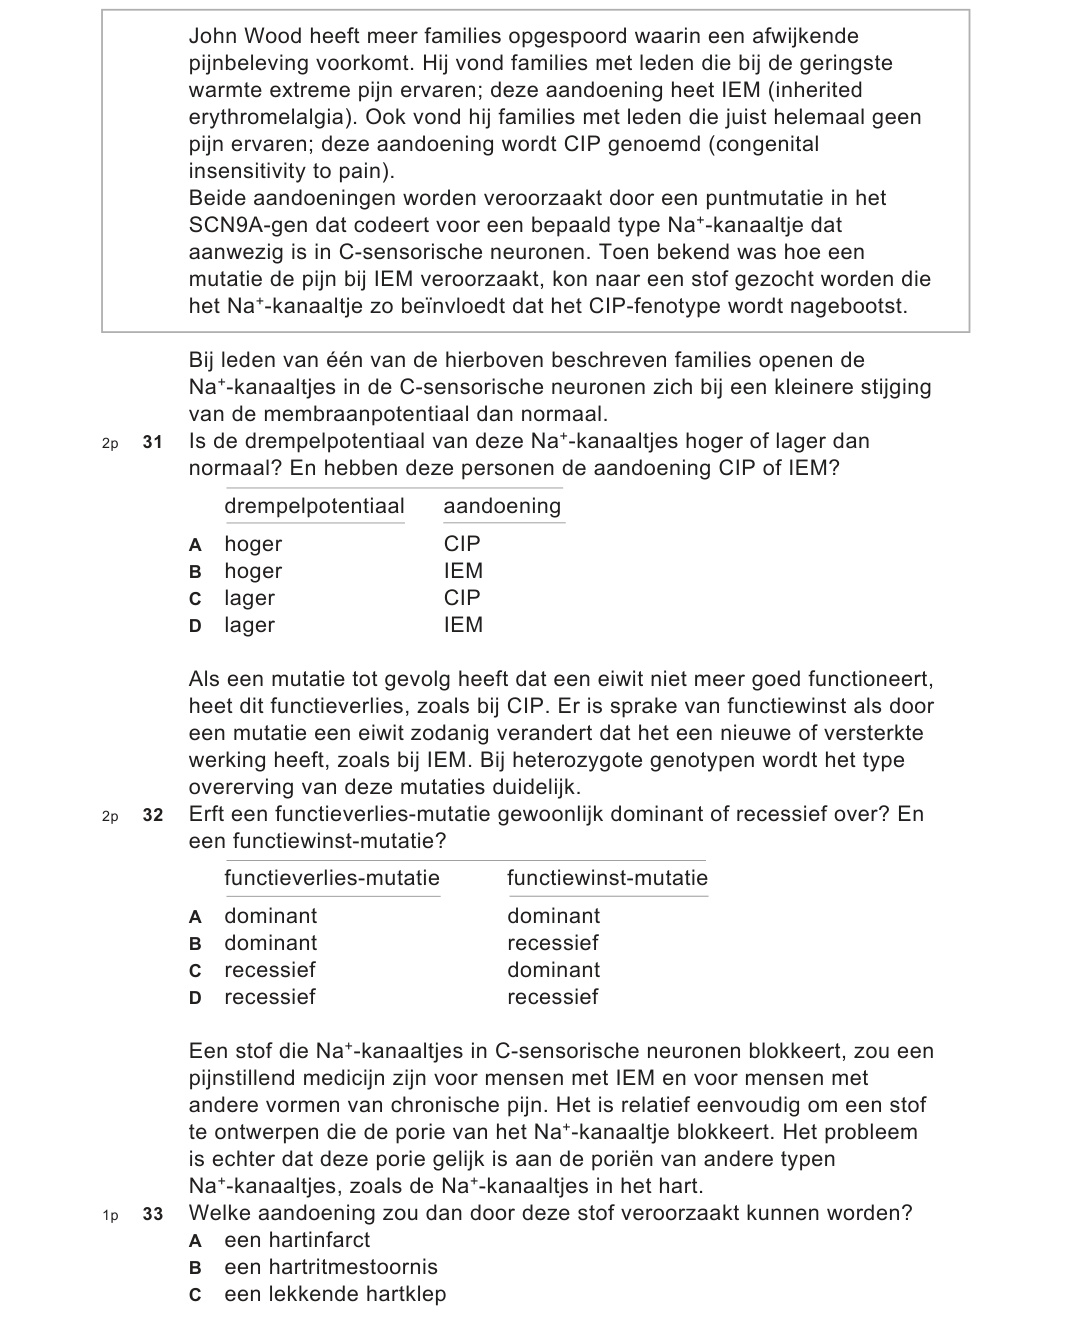 John Wood heeft meer families opgespoord waarin een afwijkende
pijnbeleving voorkomt. Hij vond families met leden die bij de geringste
warmte extreme pijn ervaren; deze aandoening heet IEM (inherited
erythromelalgia). Ook vond hij families met leden die juist helemaal geen
pijn ervaren; deze aandoening wordt CIP genoemd (congenital
insensitivity to pain).
Beide aandoeningen worden veroorzaakt door een puntmutatie in het
SCN9A-gen dat codeert voor een bepaald type Na⁺-kanaaltje dat
aanwezig is in C-sensorische neuronen. Toen bekend was hoe een
mutatie de pijn bij IEM veroorzaakt, kon naar een stof gezocht worden die
het Na⁺-kanaaltje zo beïnvloedt dat het CIP-fenotype wordt nagebootst.
Bij leden van één van de hierboven beschreven families openen de
Na⁺-kanaaltjes in de C-sensorische neuronen zich bij een kleinere stijging
van de membraanpotentiaal dan normaal.
2p 31 Is de drempelpotentiaal van deze Na⁺-kanaaltjes hoger of lager dan
normaal? En hebben deze personen de aandoening CIP of IEM?
drempelpotentiaal aandoening
A hoger CIP
B hoger IEM
C lager CIP
D lager IEM
Als een mutatie tot gevolg heeft dat een eiwit niet meer goed functioneert,
heet dit functieverlies, zoals bij CIP. Er is sprake van functiewinst als door
een mutatie een eiwit zodanig verandert dat het een nieuwe of versterkte
werking heeft, zoals bij IEM. Bij heterozygote genotypen wordt het type
overerving van deze mutaties duidelijk.
2p 32 Erft een functieverlies-mutatie gewoonlijk dominant of recessief over? En
een functiewinst-mutatie?
functieverlies-mutatie functiewinst-mutatie
A dominant dominant
B dominant recessief
C recessief dominant
D recessief recessief
Een stof die Na⁺-kanaaltjes in C-sensorische neuronen blokkeert, zou een
pijnstillend medicijn zijn voor mensen met IEM en voor mensen met
andere vormen van chronische pijn. Het is relatief eenvoudig om een stof
te ontwerpen die de porie van het Na⁺-kanaaltje blokkeert. Het probleem
is echter dat deze porie gelijk is aan de poriën van andere typen
Na⁺-kanaaltjes, zoals de Na⁺-kanaaltjes in het hart.
1p 33 Welke aandoening zou dan door deze stof veroorzaakt kunnen worden?
A een hartinfarct
B een hartritmestoornis
C een lekkende hartklep